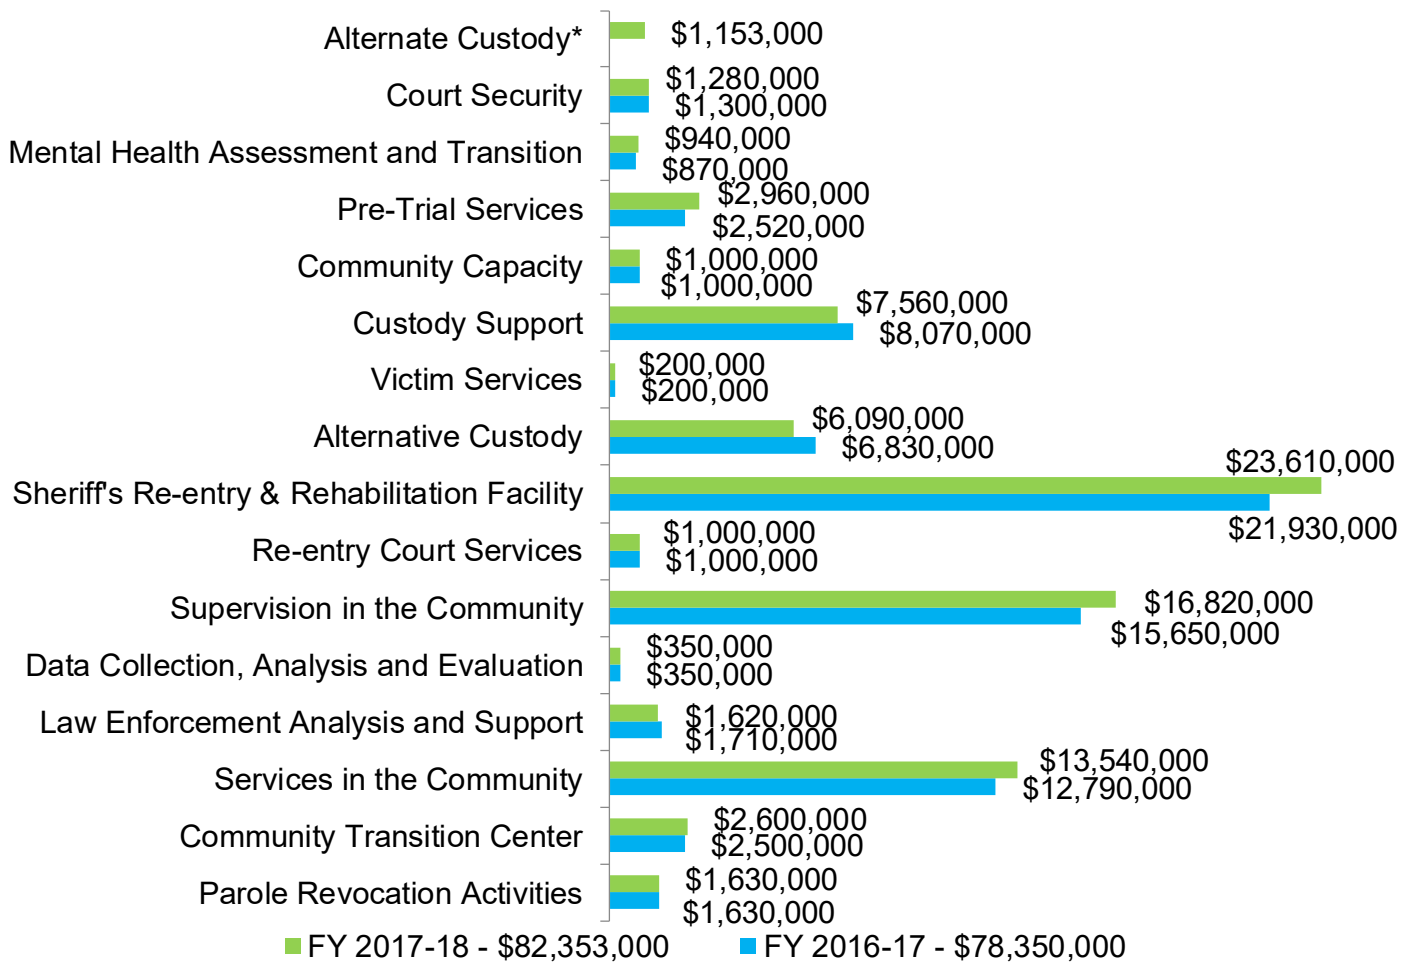 Alternate Custody*
$1,153,000
Court Security
$1,280,000
$1,300,000
Mental Health Assessment and Transition
$940,000
$870,000
Pre-Trial Services
$2,960,000
$2,520,000
Community Capacity
$1,000,000
$1,000,000
Custody Support
$7,560,000
$8,070,000
Victim Services
$200,000
$200,000
Alternative Custody
$6,090,000
$6,830,000
Sheriff's Re-entry & Rehabilitation Facility
$23,610,000
$21,930,000
Re-entry Court Services
$1,000,000
$1,000,000
Supervision in the Community
$16,820,000
$15,650,000
Data Collection, Analysis and Evaluation
$350,000
$350,000
Law Enforcement Analysis and Support
$1,620,000
$1,710,000
Services in the Community
$13,540,000
$12,790,000
Community Transition Center
$2,600,000
$2,500,000
Parole Revocation Activities
$1,630,000
$1,630,000
FY 2017-18 - $82,353,000
FY 2016-17 - $78,350,000